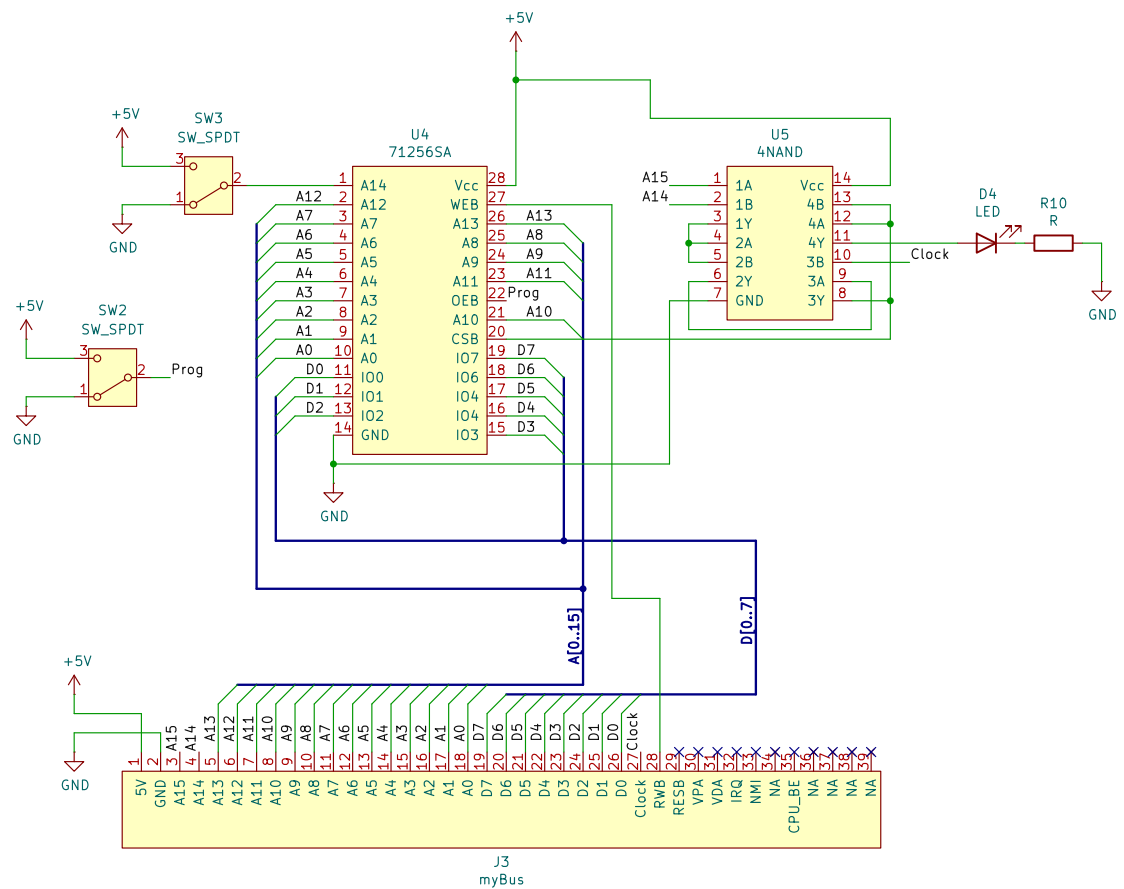 +5V
+5V
SW3
SW_SPDT
3
2
1
GND
U4
71256SA
1 A14 Vcc 28
A12 2 A12 WEB 27
A7 3 A7 A13 26 A13
A6 4 A6 A8 25 A8
A5 5 A5 A9 24 A9
A4 6 A4 A11 23 A11
A3 7 A3 OEB 22 Prog
A2 8 A2 A10 21 A10
A1 9 A1 CSB 20
A0 10 A0 IO7 19 D7
D0 11 IO0 IO6 18 D6
D1 12 IO1 IO4 17 D5
D2 13 IO2 IO4 16 D4
14 GND IO3 15 D3
GND
U5
4NAND
A15 1 1A Vcc 14
A14 2 1B 4B 13
3 1Y 4A 12
4 2A 4Y 11
5 2B 3B 10 Clock
6 2Y 3A 9
7 GND 3Y 8
D4
LED
R10
R
GND
+5V
SW2
SW_SPDT
3
2 Prog
1
GND
A[0..15]
D[0..7]
+5V
GND
A15 A14 A13 A12 A11 A10 A9 A8 A7 A6 A5 A4 A3 A2 A1 A0 D7 D6 D5 D4 D3 D2 D1 D0 Clock
1 2 3 4 5 6 7 8 9 10 11 12 13 14 15 16 17 18 19 20 21 22 23 24 25 26 27 28 29 30 31 32 33 34 35 36 37 38 39
5V GND A15 A14 A13 A12 A11 A10 A9 A8 A7 A6 A5 A4 A3 A2 A1 A0 D7 D6 D5 D4 D3 D2 D1 D0 Clock RWB RESB VPA VDA IRQ NMI NA CPU_BE NA NA NA NA
J3
myBus